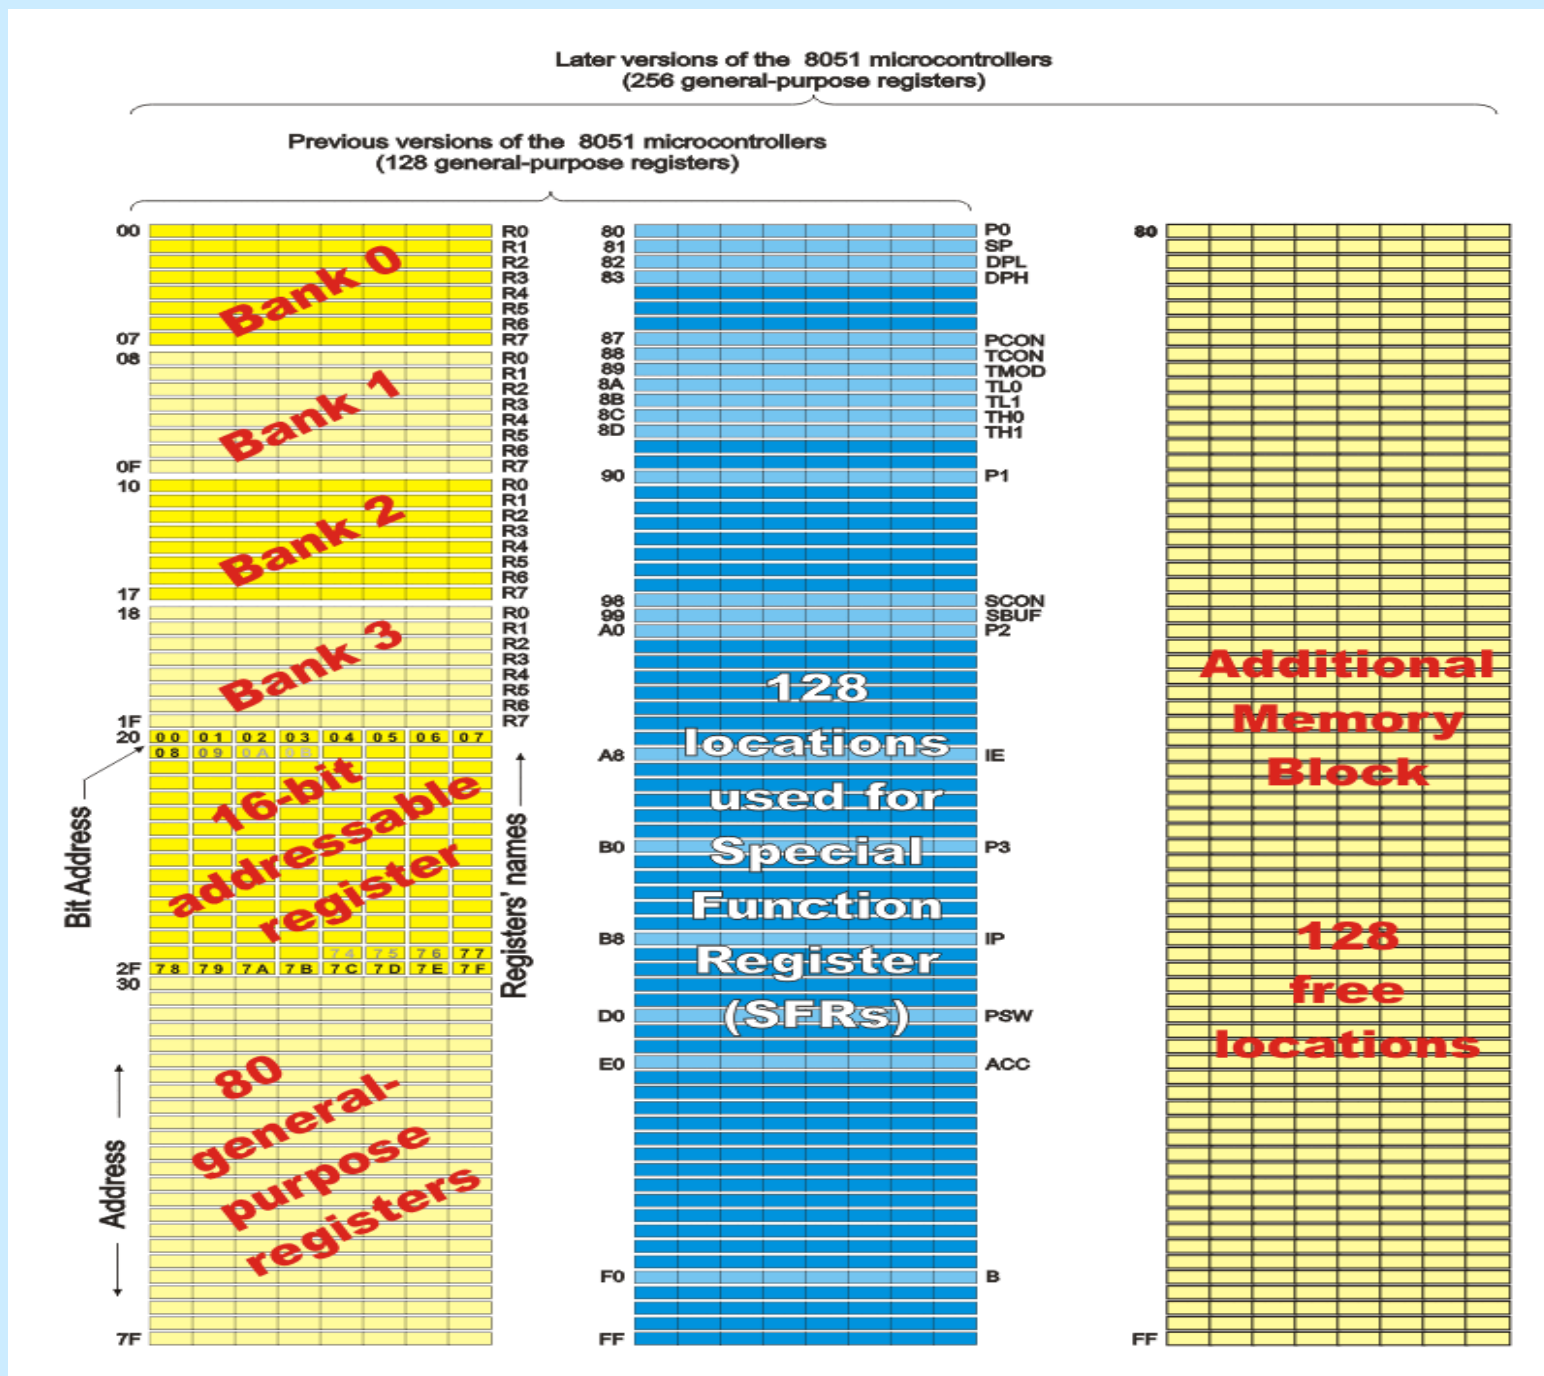 Later versions of the 8051 microcontrollers
(256 general-purpose registers)
Previous versions of the 8051 microcontrollers
(128 general-purpose registers)
00
R0
R1
R2
R3
R4
R5
R6
07
R7
Bank 0
08
R0
R1
R2
R3
R4
R5
R6
0F
R7
Bank 1
10
R0
R1
R2
R3
R4
R5
R6
17
R7
Bank 2
18
R0
R1
R2
R3
R4
R5
R6
1F
R7
Bank 3
20
00 01 02 03 04 05 06 07
08 09 0A 0B
16-bit
addressable
register
74 75 76 77
2F
78 79 7A 7B 7C 7D 7E 7F
30
Bit Address
Registers' names
80
general-
purpose
registers
Address
7F
80 P0
81 SP
82 DPL
83 DPH
87 PCON
88 TCON
89 TMOD
8A TL0
8B TL1
8C TH0
8D TH1
90 P1
98 SCON
99 SBUF
A0 P2
A8 IE
B0 P3
B8 IP
D0 PSW
E0 ACC
F0 B
FF
128
locations
used for
Special
Function
Register
(SFRs)
80
Additional
Memory
Block
128
free
locations
FF